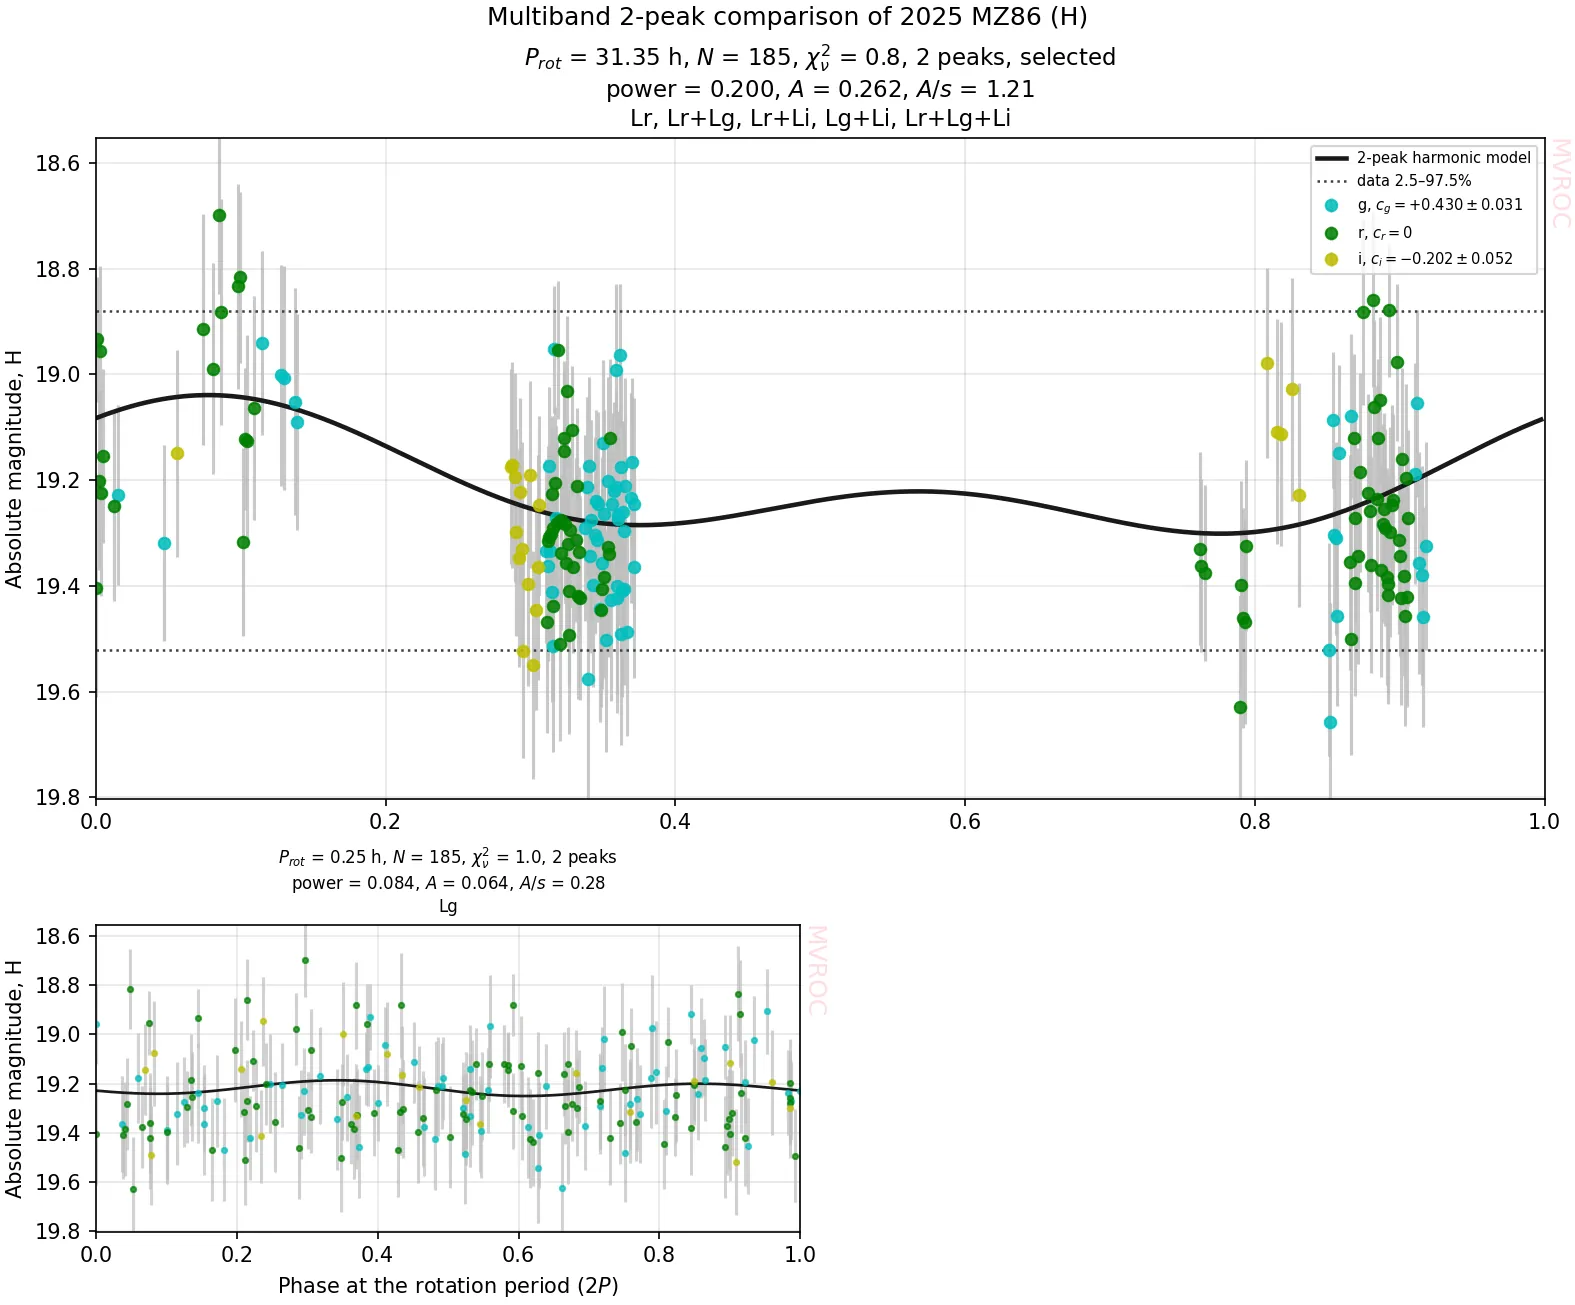 Multiband 2-peak comparison of 2025 MZ86 (H)
P_rot = 31.35 h, N = 185, χ²_ν = 0.8, 2 peaks, selected
power = 0.200, A = 0.262, A/s = 1.21
Lr, Lr+Lg, Lr+Li, Lg+Li, Lr+Lg+Li
2-peak harmonic model
data 2.5–97.5%
g, c_g = +0.430 ± 0.031
r, c_r = 0
i, c_i = −0.202 ± 0.052
MVROC
Absolute magnitude, H
18.6
18.8
19.0
19.2
19.4
19.6
19.8
0.0 0.2 0.4 0.6 0.8 1.0
P_rot = 0.25 h, N = 185, χ²_ν = 1.0, 2 peaks
power = 0.084, A = 0.064, A/s = 0.28
Lg
MVROC
Absolute magnitude, H
18.6
18.8
19.0
19.2
19.4
19.6
19.8
0.0 0.2 0.4 0.6 0.8 1.0
Phase at the rotation period (2P)